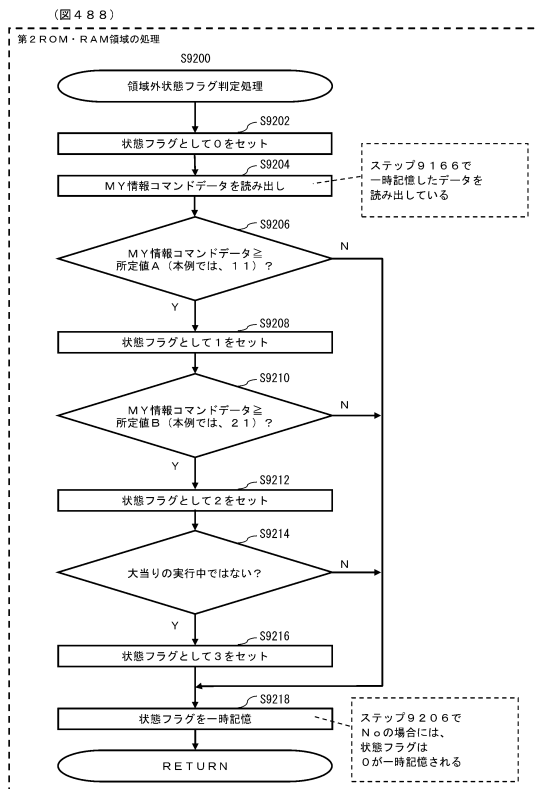 (図488)
第2ROM・RAM領域の処理
S9200
領域外状態フラグ判定処理
S9202
状態フラグとして0をセット
S9204
MY情報コマンドデータを読み出し
ステップ9166で
一時記憶したデータを
読み出している
S9206
MY情報コマンドデータ≧
所定値A(本例では、11)?
N
Y
S9208
状態フラグとして1をセット
S9210
MY情報コマンドデータ≧
所定値B(本例では、21)?
N
Y
S9212
状態フラグとして2をセット
S9214
大当りの実行中ではない?
N
Y
S9216
状態フラグとして3をセット
S9218
状態フラグを一時記憶
ステップ9206で
Noの場合には、
状態フラグは
0が一時記憶される
RETURN